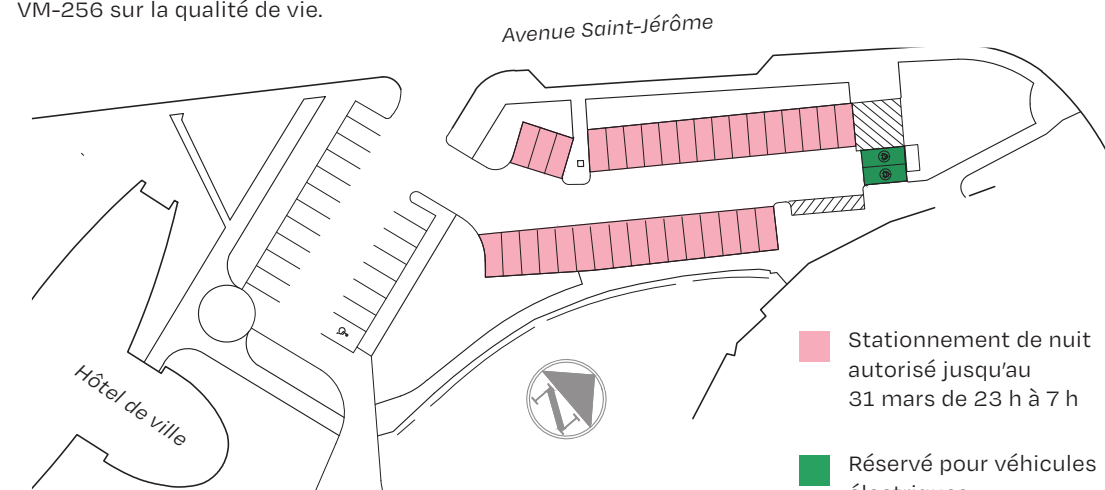 VM-256 sur la qualité de vie.
Avenue Saint-Jérôme
Stationnement de nuit
autorisé jusqu'au
31 mars de 23 h à 7 h
Hôtel de ville
N
Réservé pour véhicules
électriques